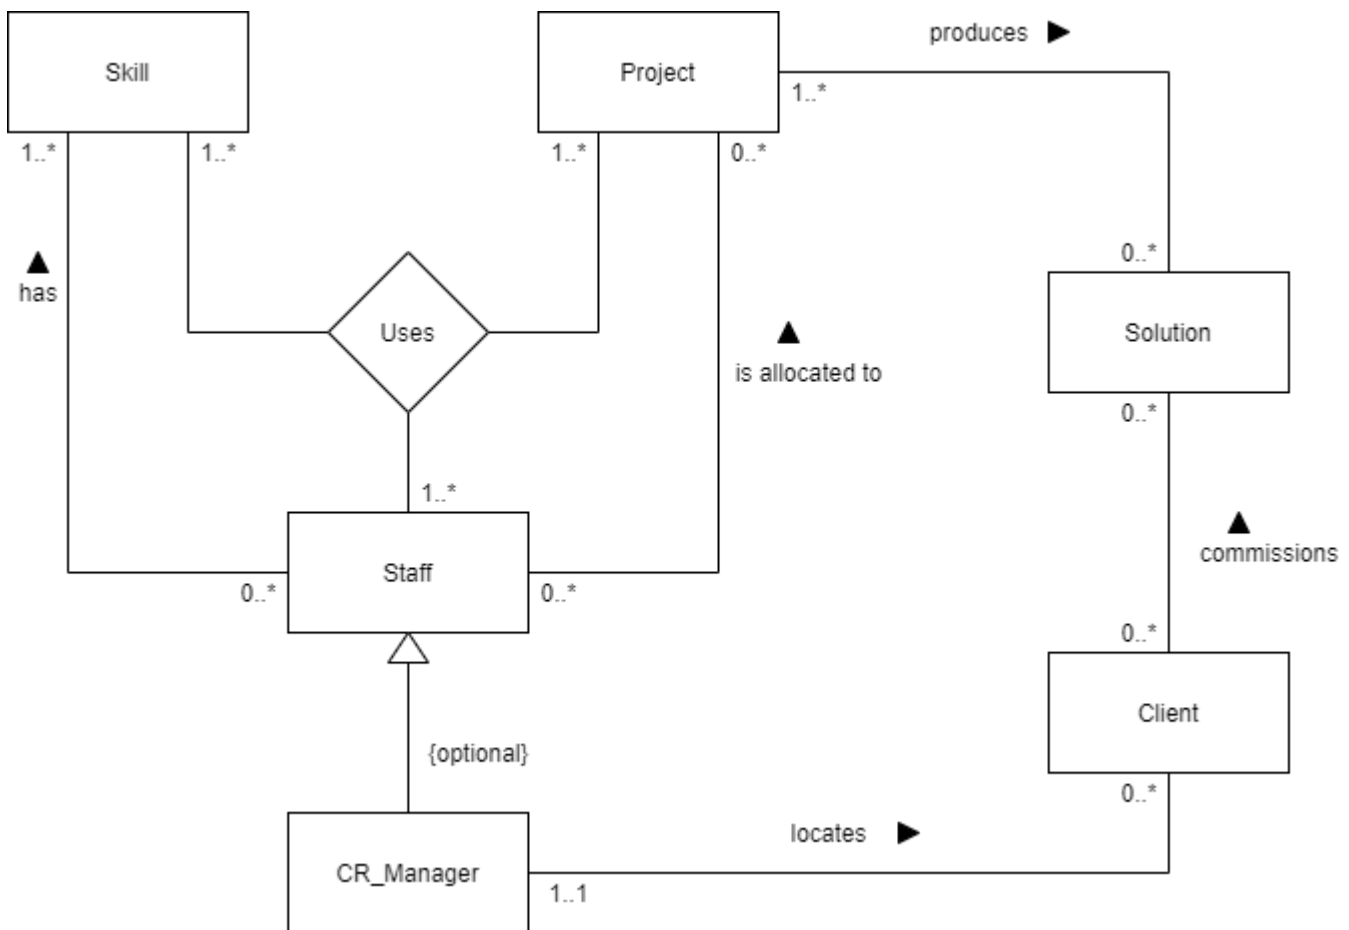 produces ▶
Skill
Project
1..*
1..*
1..*
1..*
0..*
0..*
▲
has
Uses
▲
Solution
is allocated to
0..*
1..*
▲
commissions
Staff
0..*
0..*
0..*
Client
{optional}
0..*
locates ▶
CR_Manager
1..1